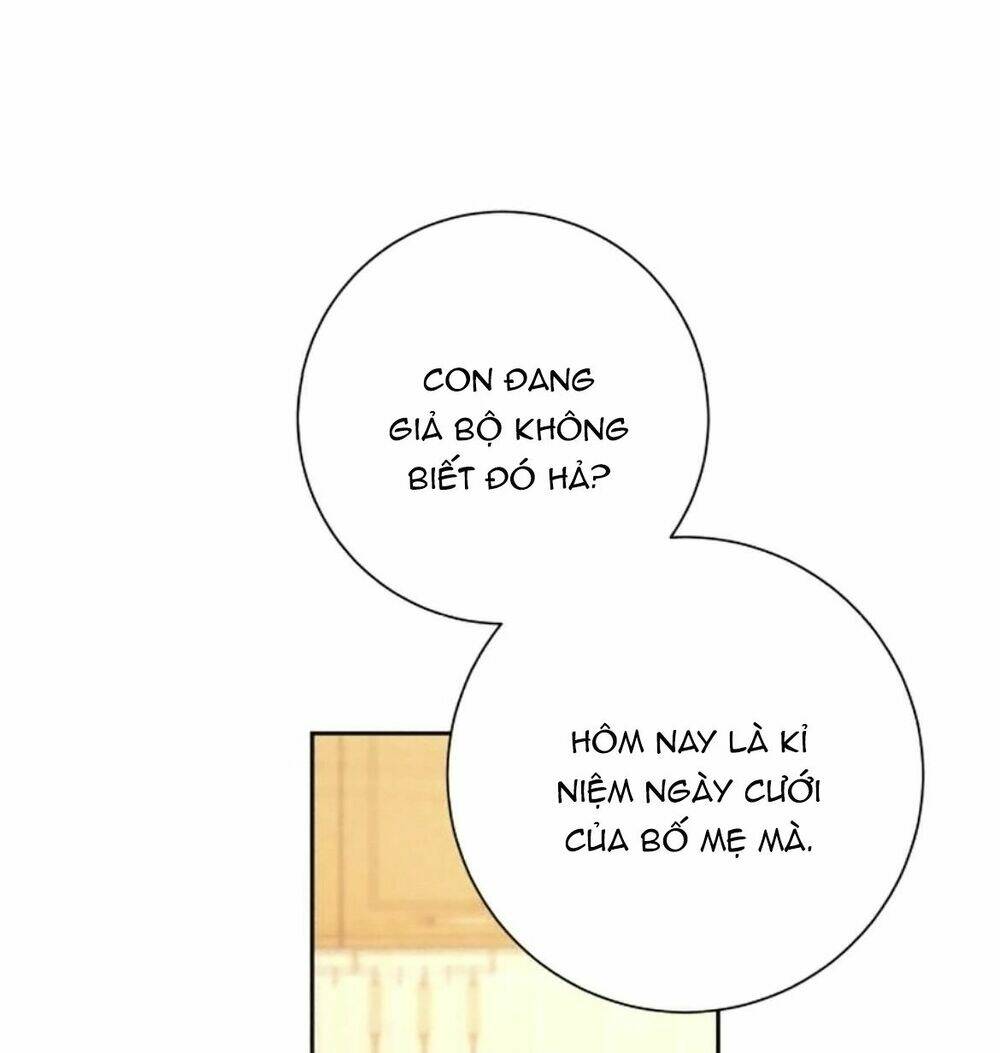 CON ĐANG
GIẢ BỘ KHÔNG
BIẾT ĐÓ HẢ?
HÔM NAY LÀ KỈ
NIỆM NGÀY CƯỚI
CỦA BỐ MẸ MÀ.